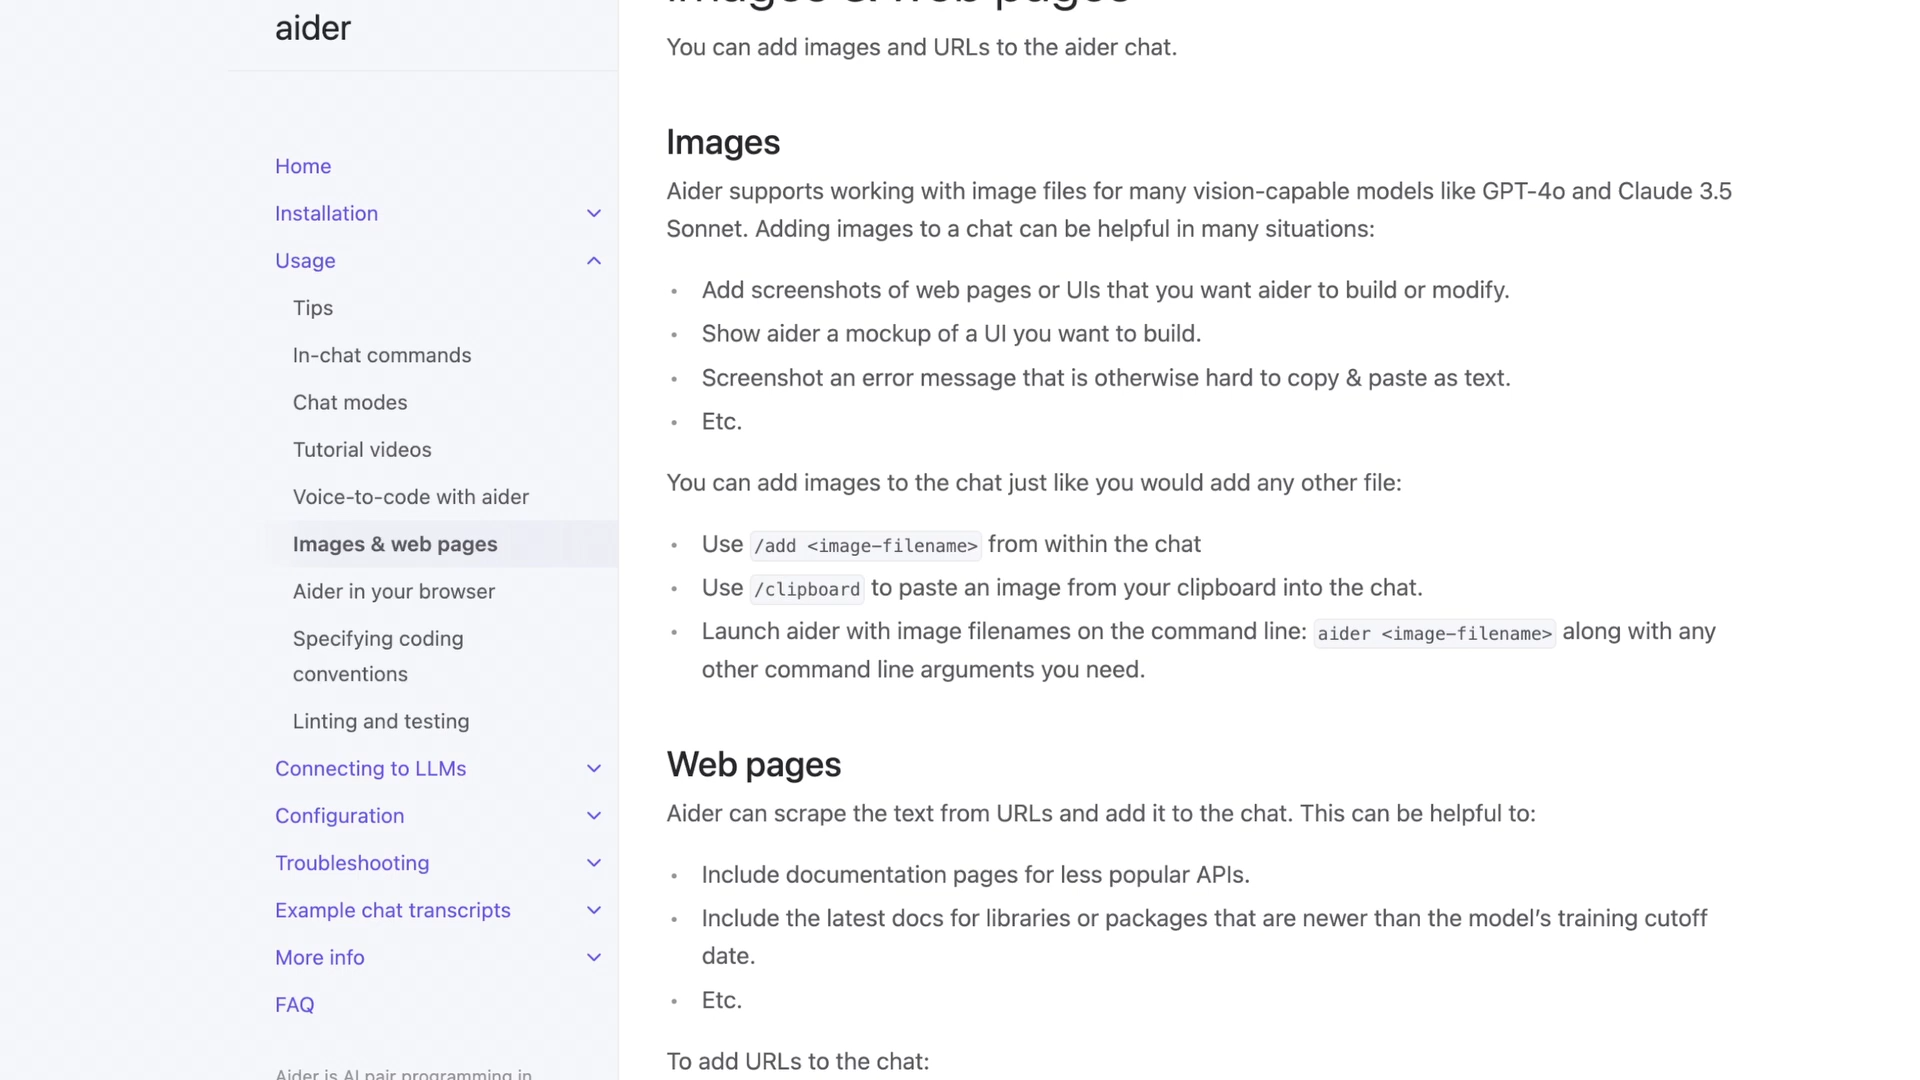 aider
Home
Installation
Usage
Tips
In-chat commands
Chat modes
Tutorial videos
Voice-to-code with aider
Images & web pages
Aider in your browser
Specifying coding
conventions
Linting and testing
Connecting to LLMs
Configuration
Troubleshooting
Example chat transcripts
More info
FAQ
Aider is AI pair programming in
Images & web pages
You can add images and URLs to the aider chat.
Images
Aider supports working with image files for many vision-capable models like GPT-4o and Claude 3.5
Sonnet. Adding images to a chat can be helpful in many situations:
• Add screenshots of web pages or UIs that you want aider to build or modify.
• Show aider a mockup of a UI you want to build.
• Screenshot an error message that is otherwise hard to copy & paste as text.
• Etc.
You can add images to the chat just like you would add any other file:
• Use /add <image-filename> from within the chat
• Use /clipboard to paste an image from your clipboard into the chat.
• Launch aider with image filenames on the command line: aider <image-filename> along with any
other command line arguments you need.
Web pages
Aider can scrape the text from URLs and add it to the chat. This can be helpful to:
• Include documentation pages for less popular APIs.
• Include the latest docs for libraries or packages that are newer than the model’s training cutoff
date.
• Etc.
To add URLs to the chat: